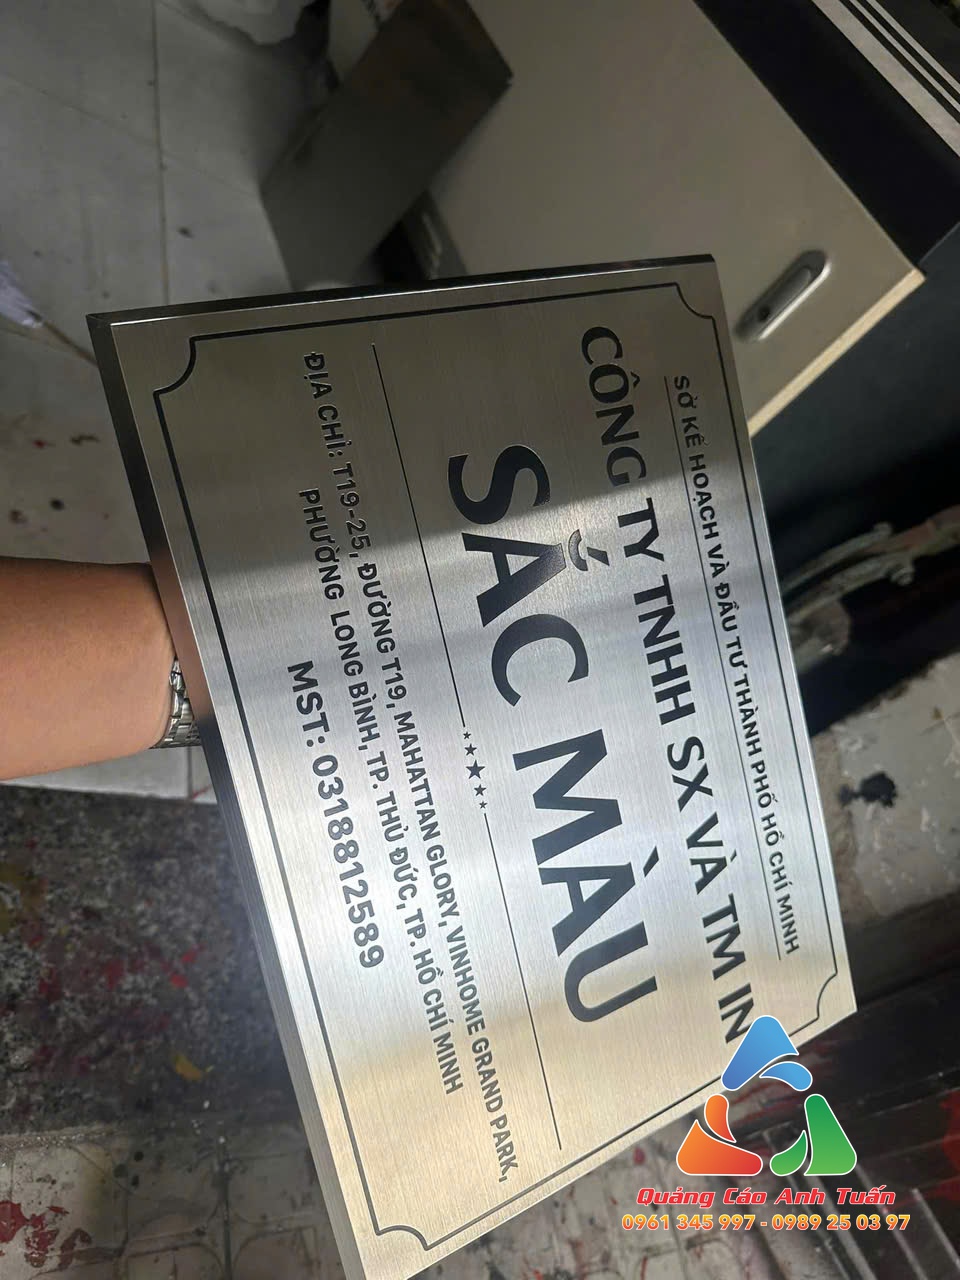 SỞ KẾ HOẠCH VÀ ĐẦU TƯ THÀNH PHỐ HỒ CHÍ MINH
CÔNG TY TNHH SX VÀ TM IN
SẮC MÀU
ĐỊA CHỈ: T19-25, ĐƯỜNG T19, MAHATTAN GLORY, VINHOME GRAND PARK,
PHƯỜNG LONG BÌNH, TP. THỦ ĐỨC, TP. HỒ CHÍ MINH
MST: 0318812589
Quảng Cáo Anh Tuấn
0961 345 997 - 0989 25 03 97